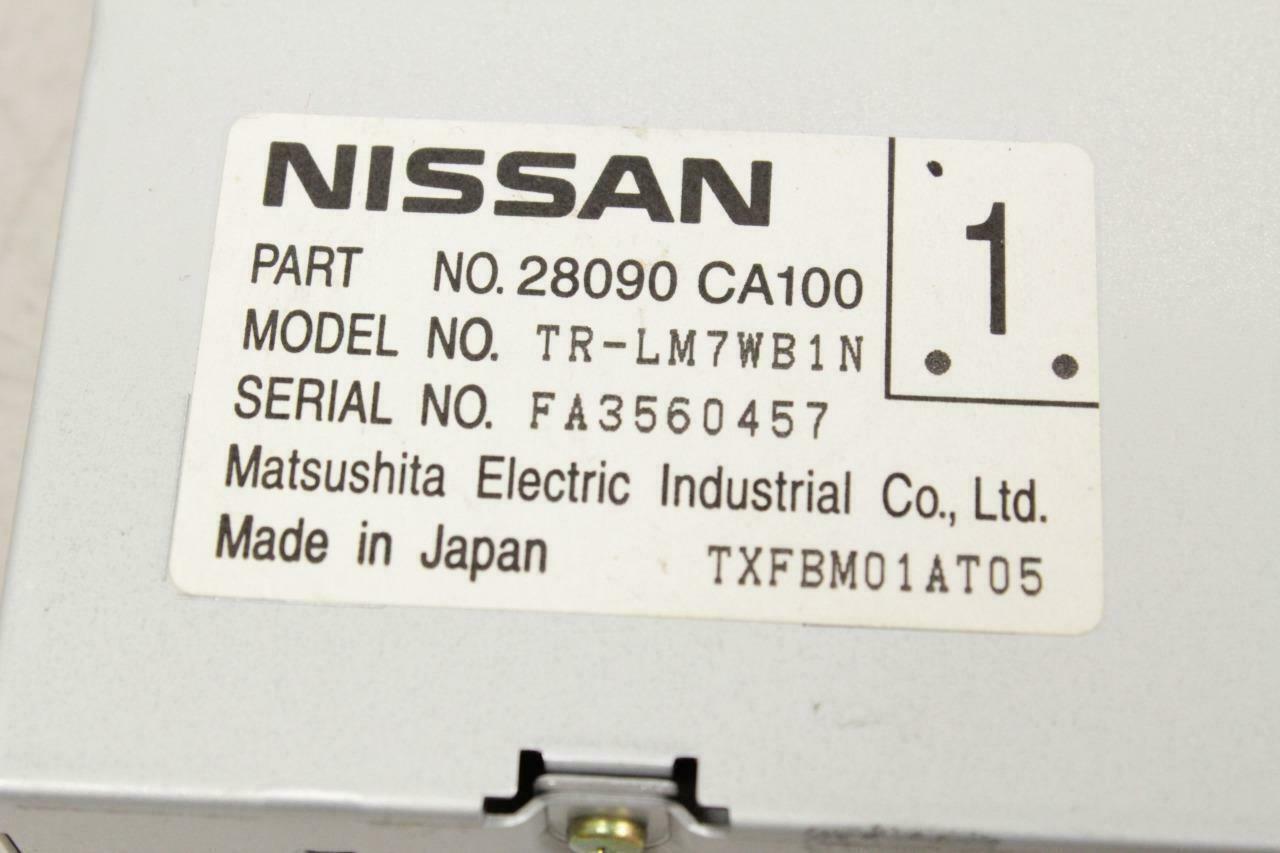 NISSAN
1
PART NO. 28090 CA100
MODEL NO. TR-LM7WB1N
SERIAL NO. FA3560457
Matsushita Electric Industrial Co., Ltd.
Made in Japan TXFBM01AT05